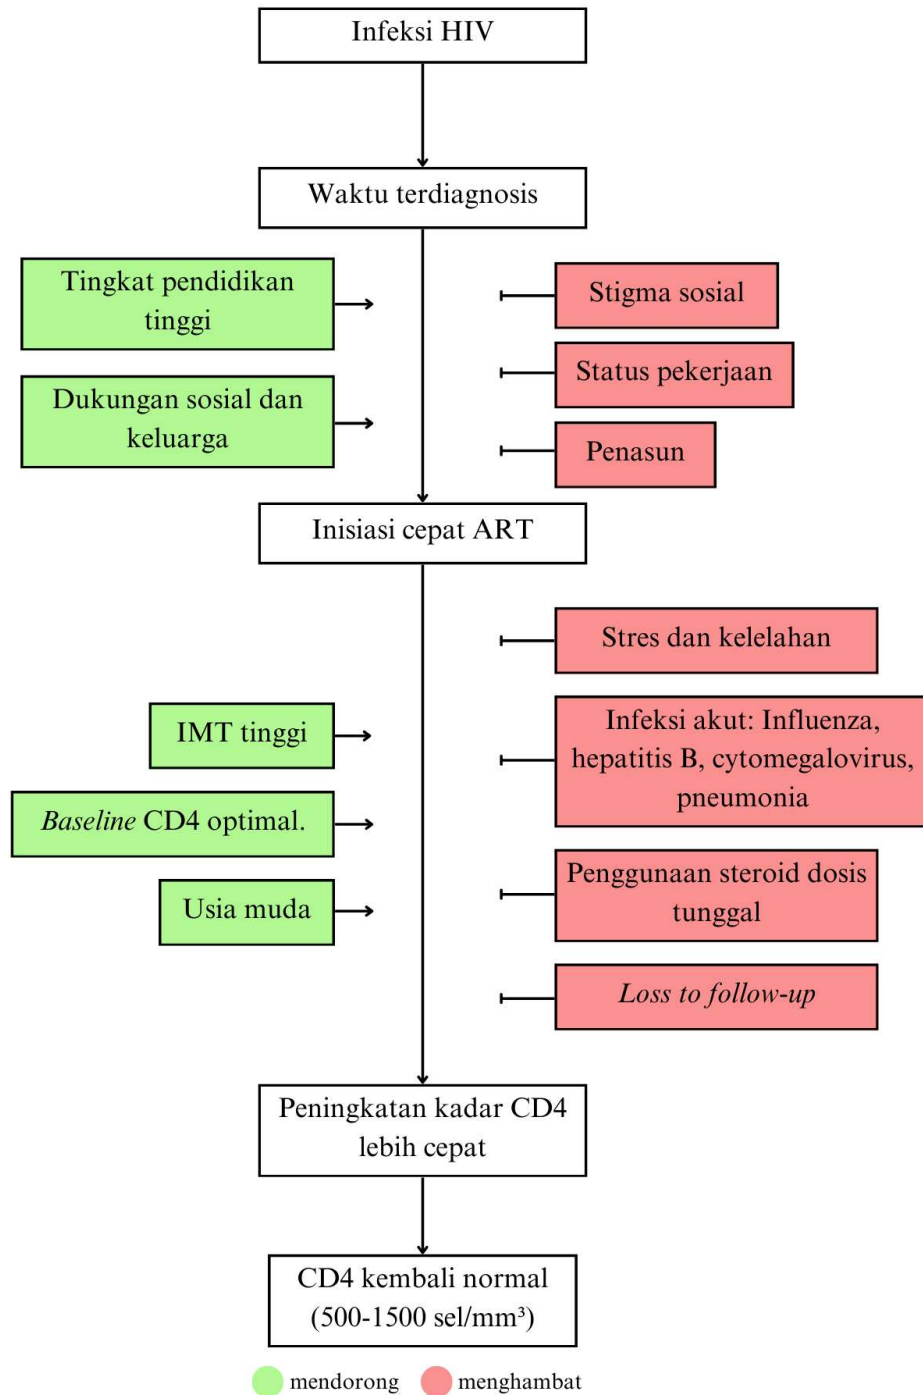 Infeksi HIV
Waktu terdiagnosis
Tingkat pendidikan
tinggi
Stigma sosial
Status pekerjaan
Dukungan sosial dan
keluarga
Penasun
Inisiasi cepat ART
Stres dan kelelahan
IMT tinggi
Infeksi akut: Influenza,
hepatitis B, cytomegalovirus,
pneumonia
Baseline CD4 optimal.
Usia muda
Penggunaan steroid dosis
tunggal
Loss to follow-up
Peningkatan kadar CD4
lebih cepat
CD4 kembali normal
(500-1500 sel/mm³)
mendorong menghambat